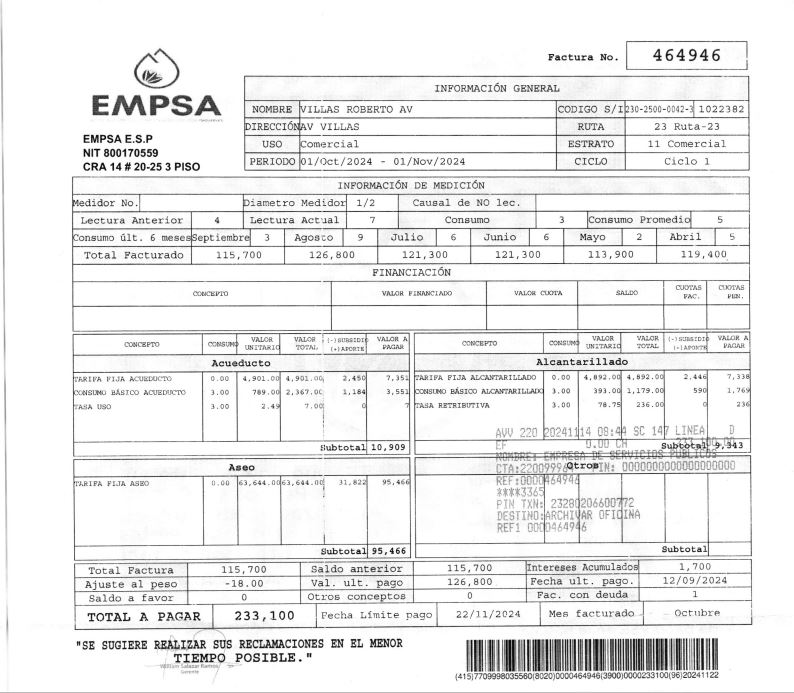 Factura No. 464946
EMPSA
EMPSA E.S.P
NIT 800170559
CRA 14 # 20-25 3 PISO
INFORMACIÓN GENERAL
NOMBRE VILLAS ROBERTO AV CODIGO S/I 230-2500-0042-3 1022382
DIRECCIÓN AV VILLAS RUTA 23 Ruta-23
USO Comercial ESTRATO 11 Comercial
PERIODO 01/Oct/2024 - 01/Nov/2024 CICLO Ciclo 1
INFORMACIÓN DE MEDICIÓN
Medidor No. Diametro Medidor 1/2 Causal de NO lec.
Lectura Anterior 4 Lectura Actual 7 Consumo 3 Consumo Promedio 5
Consumo últ. 6 meses Septiembre 3 Agosto 9 Julio 6 Junio 6 Mayo 2 Abril 5
Total Facturado 115,700 126,800 121,300 121,300 113,900 119,400
FINANCIACIÓN
CONCEPTO VALOR FINANCIADO VALOR CUOTA SALDO CUOTAS PAC. CUOTAS PEN.
CONCEPTO CONSUMO VALOR UNITARIO VALOR TOTAL (-)SUBSIDIO (+)APORTE VALOR A PAGAR
Acueducto
TARIFA FIJA ACUEDUCTO 0.00 4,901.00 4,901.00 2,450 7,351
CONSUMO BÁSICO ACUEDUCTO 3.00 789.00 2,367.00 1,184 3,551
TASA USO 3.00 2.49 7.00 0 7
Subtotal 10,909
CONCEPTO CONSUMO VALOR UNITARIO VALOR TOTAL (-)SUBSIDIO (+)APORTE VALOR A PAGAR
Alcantarillado
TARIFA FIJA ALCANTARILLADO 0.00 4,892.00 4,892.00 2,446 7,338
CONSUMO BÁSICO ALCANTARILLADO 3.00 393.00 1,179.00 590 1,769
TASA RETRIBUTIVA 3.00 78.75 236.00 0 236
Subtotal 9,343
Aseo
TARIFA FIJA ASEO 0.00 63,644.00 63,644.00 31,822 95,466
Subtotal 95,466
Otros
Subtotal
AVV 220 20241114 08:44 SC 147 LINEA D
EF 0.00 CH
NOMBRE: EMPRESA DE SERVICIOS PUBLICOS
PIN: 0000000000000000000
REF:0000464946
****3365
PIN TXN: 23280206600772
DESTINO:ARCHIVAR OFICINA
REF1 0000464946
Total Factura 115,700 Saldo anterior 115,700 Intereses Acumulados 1,700
Ajuste al peso -18.00 Val. ult. pago 126,800 Fecha ult. pago. 12/09/2024
Saldo a favor 0 Otros conceptos 0 Fac. con deuda 1
TOTAL A PAGAR 233,100 Fecha Límite pago 22/11/2024 Mes facturado Octubre
"SE SUGIERE REALIZAR SUS RECLAMACIONES EN EL MENOR
TIEMPO POSIBLE."
William Salazar Ramos
Gerente
(415)7709998035560(8020)0000464946(3900)0000233100(96)20241122